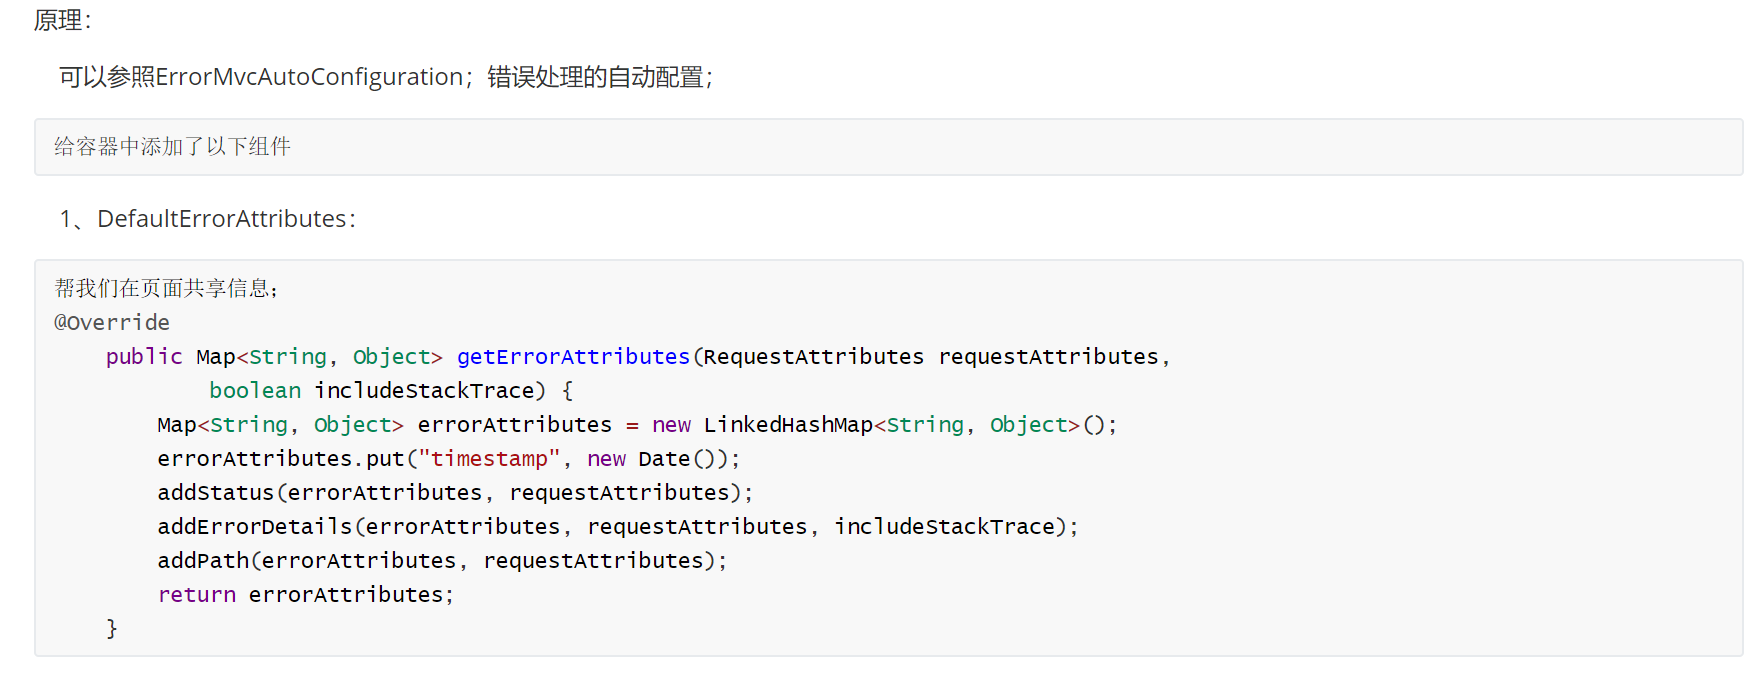 原理：
可以参照ErrorMvcAutoConfiguration；错误处理的自动配置；
给容器中添加了以下组件
1、DefaultErrorAttributes：
帮我们在页面共享信息；
@Override
    public Map<String, Object> getErrorAttributes(RequestAttributes requestAttributes,
            boolean includeStackTrace) {
        Map<String, Object> errorAttributes = new LinkedHashMap<String, Object>();
        errorAttributes.put("timestamp", new Date());
        addStatus(errorAttributes, requestAttributes);
        addErrorDetails(errorAttributes, requestAttributes, includeStackTrace);
        addPath(errorAttributes, requestAttributes);
        return errorAttributes;
    }